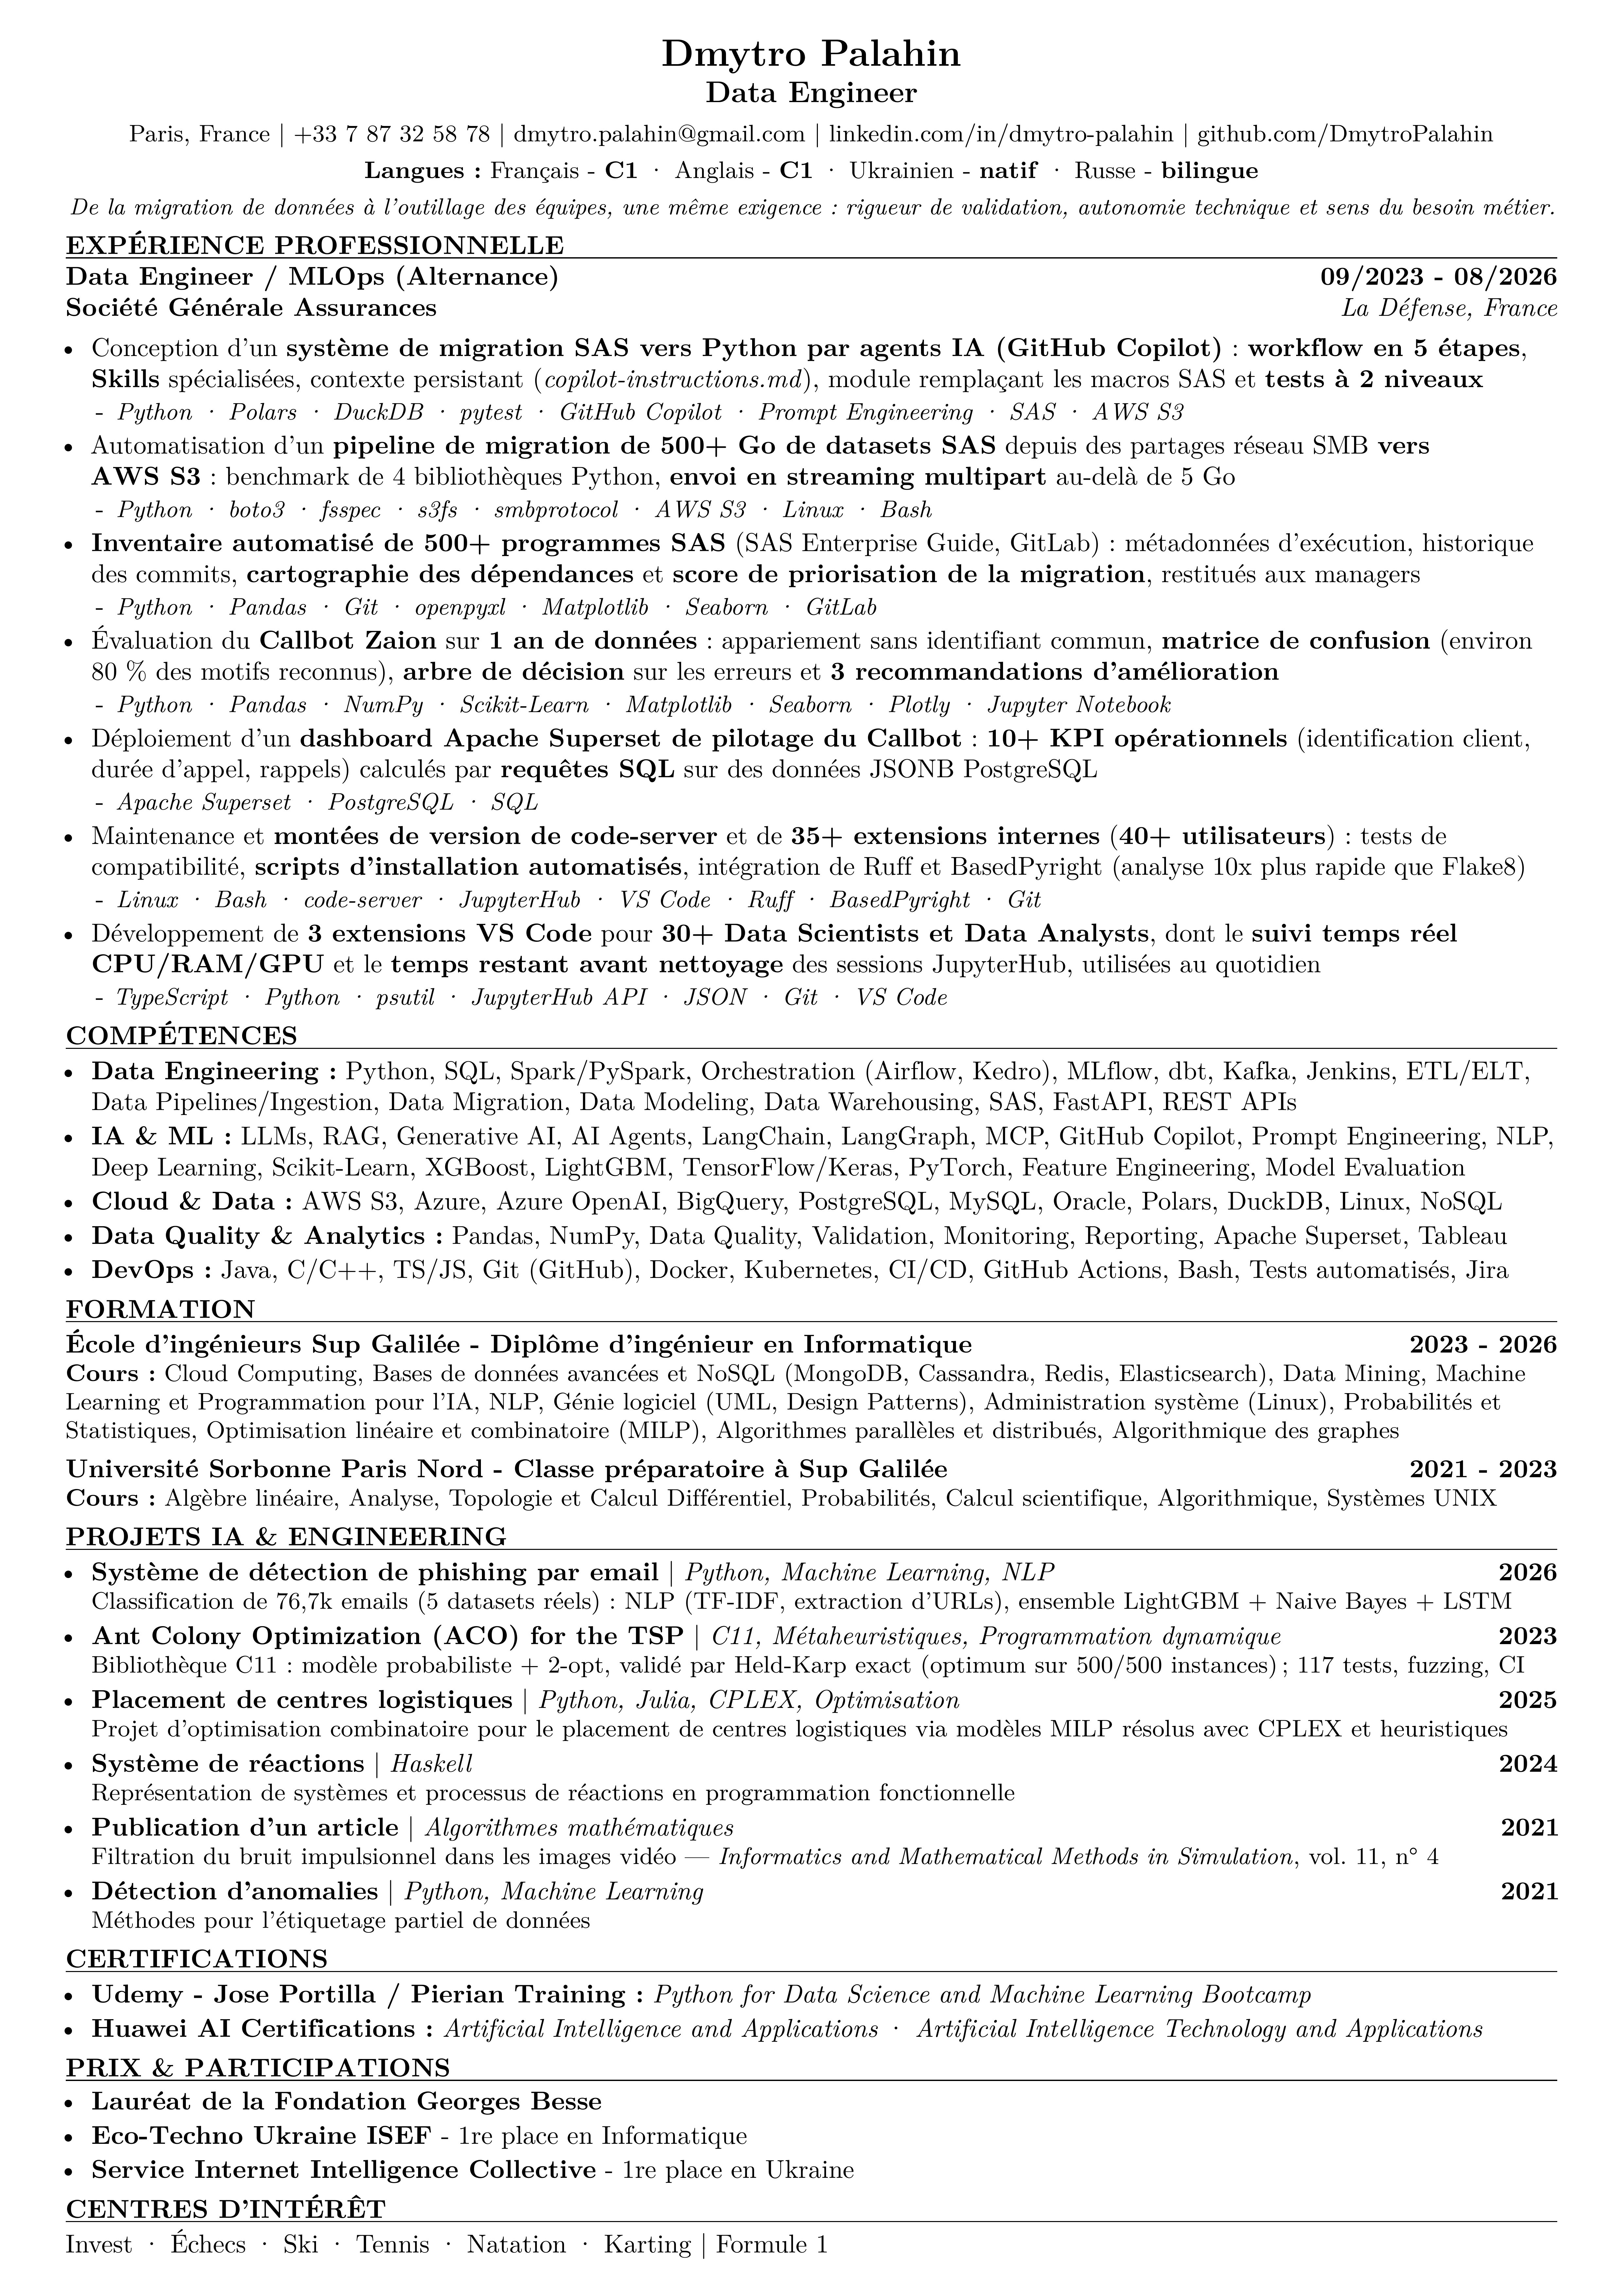 Dmytro Palahin
Data Engineer
Paris, France | +33 7 87 32 58 78 | dmytro.palahin@gmail.com | linkedin.com/in/dmytro-palahin | github.com/DmytroPalahin
Langues : Français - C1 · Anglais - C1 · Ukrainien - natif · Russe - bilingue
De la migration de données à l'outillage des équipes, une même exigence : rigueur de validation, autonomie technique et sens du besoin métier.
EXPÉRIENCE PROFESSIONNELLE
Data Engineer / MLOps (Alternance) 09/2023 - 08/2026
Société Générale Assurances La Défense, France
• Conception d'un système de migration SAS vers Python par agents IA (GitHub Copilot) : workflow en 5 étapes,
Skills spécialisées, contexte persistant (copilot-instructions.md), module remplaçant les macros SAS et tests à 2 niveaux
- Python · Polars · DuckDB · pytest · GitHub Copilot · Prompt Engineering · SAS · AWS S3
• Automatisation d'un pipeline de migration de 500+ Go de datasets SAS depuis des partages réseau SMB vers
AWS S3 : benchmark de 4 bibliothèques Python, envoi en streaming multipart au-delà de 5 Go
- Python · boto3 · fsspec · s3fs · smbprotocol · AWS S3 · Linux · Bash
• Inventaire automatisé de 500+ programmes SAS (SAS Enterprise Guide, GitLab) : métadonnées d'exécution, historique
des commits, cartographie des dépendances et score de priorisation de la migration, restitués aux managers
- Python · Pandas · Git · openpyxl · Matplotlib · Seaborn · GitLab
• Évaluation du Callbot Zaion sur 1 an de données : appariement sans identifiant commun, matrice de confusion (environ
80 % des motifs reconnus), arbre de décision sur les erreurs et 3 recommandations d'amélioration
- Python · Pandas · NumPy · Scikit-Learn · Matplotlib · Seaborn · Plotly · Jupyter Notebook
• Déploiement d'un dashboard Apache Superset de pilotage du Callbot : 10+ KPI opérationnels (identification client,
durée d'appel, rappels) calculés par requêtes SQL sur des données JSONB PostgreSQL
- Apache Superset · PostgreSQL · SQL
• Maintenance et montées de version de code-server et de 35+ extensions internes (40+ utilisateurs) : tests de
compatibilité, scripts d'installation automatisés, intégration de Ruff et BasedPyright (analyse 10x plus rapide que Flake8)
- Linux · Bash · code-server · JupyterHub · VS Code · Ruff · BasedPyright · Git
• Développement de 3 extensions VS Code pour 30+ Data Scientists et Data Analysts, dont le suivi temps réel
CPU/RAM/GPU et le temps restant avant nettoyage des sessions JupyterHub, utilisées au quotidien
- TypeScript · Python · psutil · JupyterHub API · JSON · Git · VS Code
COMPÉTENCES
• Data Engineering : Python, SQL, Spark/PySpark, Orchestration (Airflow, Kedro), MLflow, dbt, Kafka, Jenkins, ETL/ELT,
Data Pipelines/Ingestion, Data Migration, Data Modeling, Data Warehousing, SAS, FastAPI, REST APIs
• IA & ML : LLMs, RAG, Generative AI, AI Agents, LangChain, LangGraph, MCP, GitHub Copilot, Prompt Engineering, NLP,
Deep Learning, Scikit-Learn, XGBoost, LightGBM, TensorFlow/Keras, PyTorch, Feature Engineering, Model Evaluation
• Cloud & Data : AWS S3, Azure, Azure OpenAI, BigQuery, PostgreSQL, MySQL, Oracle, Polars, DuckDB, Linux, NoSQL
• Data Quality & Analytics : Pandas, NumPy, Data Quality, Validation, Monitoring, Reporting, Apache Superset, Tableau
• DevOps : Java, C/C++, TS/JS, Git (GitHub), Docker, Kubernetes, CI/CD, GitHub Actions, Bash, Tests automatisés, Jira
FORMATION
École d'ingénieurs Sup Galilée - Diplôme d'ingénieur en Informatique 2023 - 2026
Cours : Cloud Computing, Bases de données avancées et NoSQL (MongoDB, Cassandra, Redis, Elasticsearch), Data Mining, Machine
Learning et Programmation pour l'IA, NLP, Génie logiciel (UML, Design Patterns), Administration système (Linux), Probabilités et
Statistiques, Optimisation linéaire et combinatoire (MILP), Algorithmes parallèles et distribués, Algorithmique des graphes
Université Sorbonne Paris Nord - Classe préparatoire à Sup Galilée 2021 - 2023
Cours : Algèbre linéaire, Analyse, Topologie et Calcul Différentiel, Probabilités, Calcul scientifique, Algorithmique, Systèmes UNIX
PROJETS IA & ENGINEERING
• Système de détection de phishing par email | Python, Machine Learning, NLP 2026
Classification de 76,7k emails (5 datasets réels) : NLP (TF-IDF, extraction d'URLs), ensemble LightGBM + Naive Bayes + LSTM
• Ant Colony Optimization (ACO) for the TSP | C11, Métaheuristiques, Programmation dynamique 2023
Bibliothèque C11 : modèle probabiliste + 2-opt, validé par Held-Karp exact (optimum sur 500/500 instances) ; 117 tests, fuzzing, CI
• Placement de centres logistiques | Python, Julia, CPLEX, Optimisation 2025
Projet d'optimisation combinatoire pour le placement de centres logistiques via modèles MILP résolus avec CPLEX et heuristiques
• Système de réactions | Haskell 2024
Représentation de systèmes et processus de réactions en programmation fonctionnelle
• Publication d'un article | Algorithmes mathématiques 2021
Filtration du bruit impulsionnel dans les images vidéo — Informatics and Mathematical Methods in Simulation, vol. 11, n° 4
• Détection d'anomalies | Python, Machine Learning 2021
Méthodes pour l'étiquetage partiel de données
CERTIFICATIONS
• Udemy - Jose Portilla / Pierian Training : Python for Data Science and Machine Learning Bootcamp
• Huawei AI Certifications : Artificial Intelligence and Applications · Artificial Intelligence Technology and Applications
PRIX & PARTICIPATIONS
• Lauréat de la Fondation Georges Besse
• Eco-Techno Ukraine ISEF - 1re place en Informatique
• Service Internet Intelligence Collective - 1re place en Ukraine
CENTRES D'INTÉRÊT
Invest · Échecs · Ski · Tennis · Natation · Karting | Formule 1